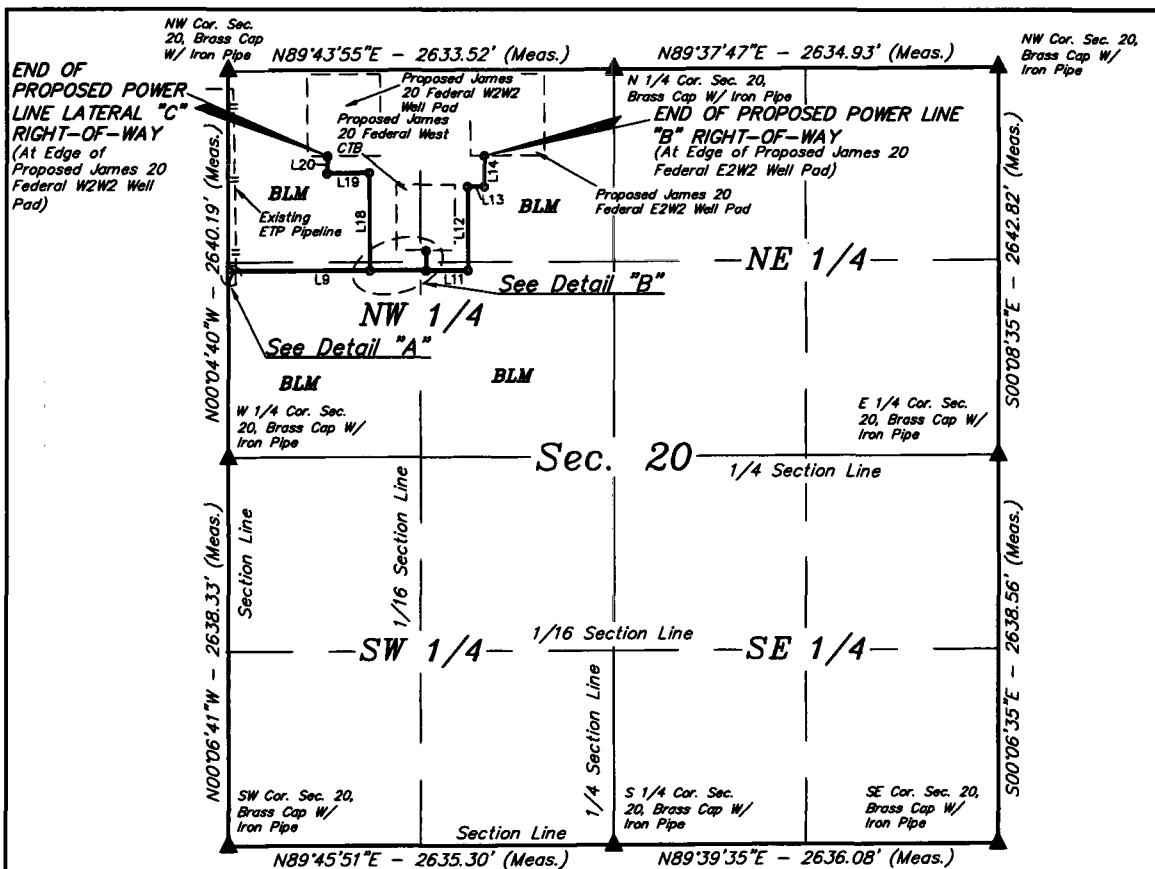 NW Cor. Sec.
20, Brass Cap
W/ Iron Pipe
N89°43'55"E - 2633.52' (Meas.)
N89°37'47"E - 2634.93' (Meas.)
NW Cor. Sec. 20,
Brass Cap W/
Iron Pipe
END OF
PROPOSED POWER
LINE LATERAL "C"
RIGHT-OF-WAY
(At Edge of
Proposed James 20
Federal W2W2 Well
Pad)
Proposed James
20 Federal W2W2
Well Pad
Proposed James
20 Federal West
CTB
N 1/4 Cor. Sec. 20,
Brass Cap W/ Iron Pipe
END OF PROPOSED POWER LINE
"B" RIGHT-OF-WAY
(At Edge of Proposed James 20
Federal E2W2 Well Pad)
Proposed James 20
Federal E2W2 Well Pad
L20
L19
L18
L14
L13
L12
L9
L11
BLM
BLM
Existing
ETP Pipeline
N00°04'40"W - 2640.19' (Meas.)
S00°08'35"E - 2642.82' (Meas.)
See Detail "B"
NE 1/4
NW 1/4
See Detail "A"
BLM
BLM
W 1/4 Cor. Sec.
20, Brass Cap W/
Iron Pipe
E 1/4 Cor. Sec.
20, Brass Cap W/
Iron Pipe
Sec. 20
1/4 Section Line
N00°06'41"W - 2638.33' (Meas.)
Section Line
1/16 Section Line
1/16 Section Line
SW 1/4
SE 1/4
1/4 Section Line
S00°06'35"E - 2638.56' (Meas.)
SW Cor. Sec. 20,
Brass Cap W/
Iron Pipe
Section Line
S 1/4 Cor. Sec.
20, Brass Cap W/
Iron Pipe
SE Cor. Sec. 20,
Brass Cap W/
Iron Pipe
N89°45'51"E - 2635.30' (Meas.)
N89°39'35"E - 2636.08' (Meas.)